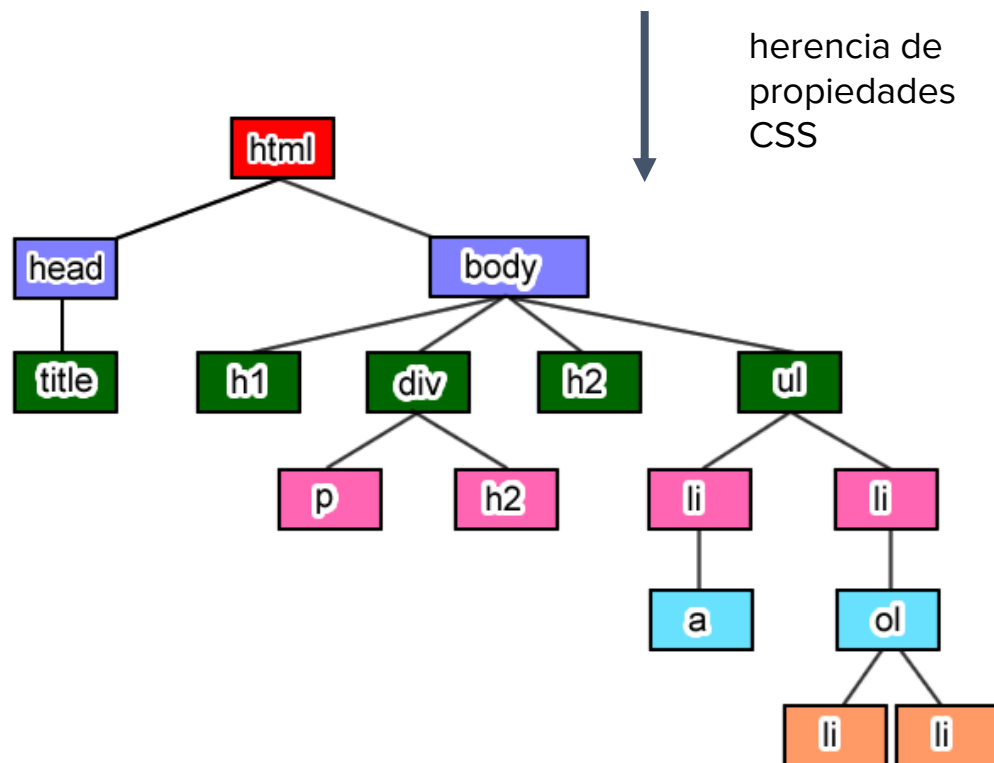 herencia de
propiedades
CSS
html
head
body
title
h1
div
h2
ul
p
h2
li
li
a
ol
li
li